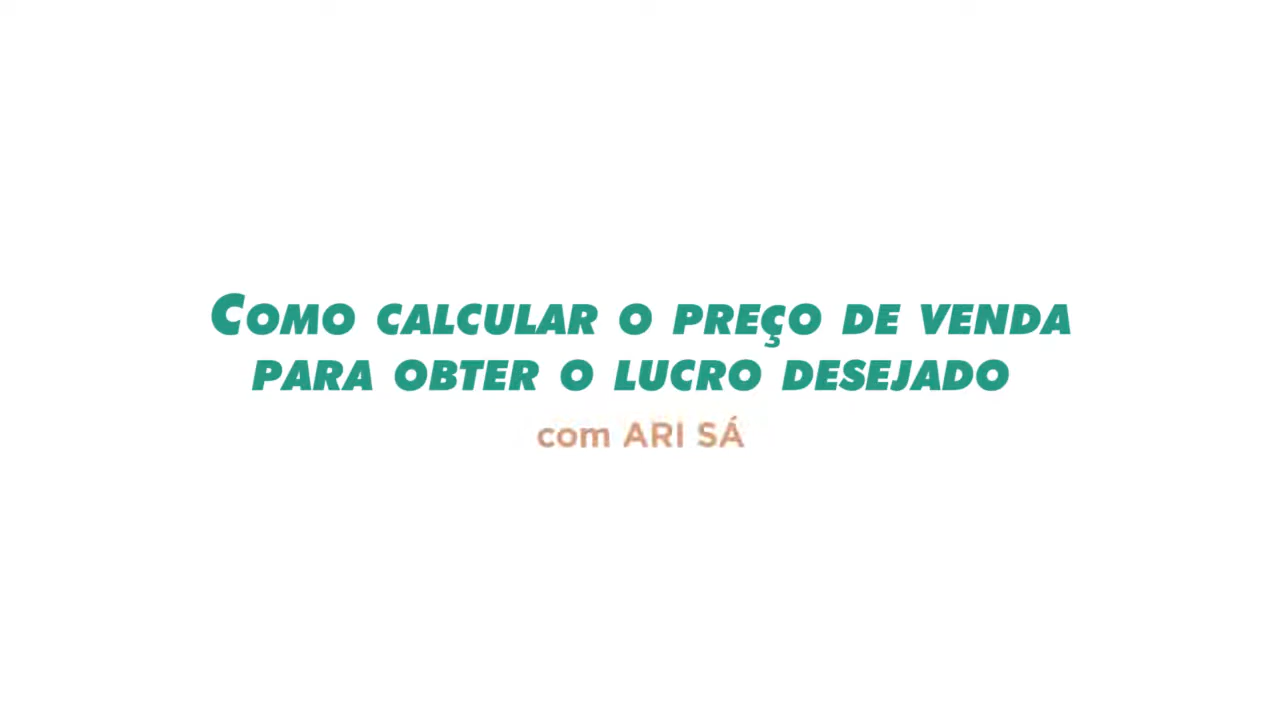 Como calcular o preço de venda
para obter o lucro desejado
com ARI SÁ